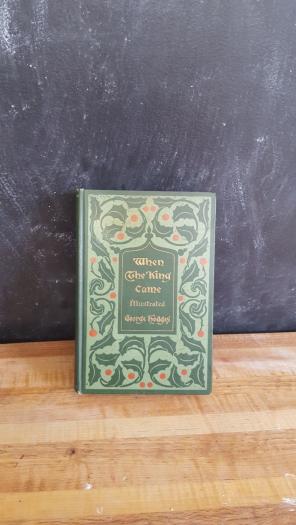 When
The King
Came
Illustrated
George Hodges